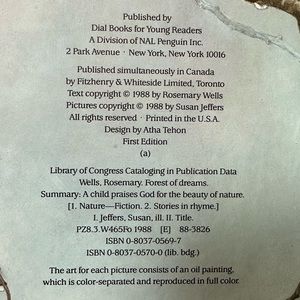 Published by
Dial Books for Young Readers
A Division of NAL Penguin Inc.
2 Park Avenue · New York, New York 10016
Published simultaneously in Canada
by Fitzhenry & Whiteside Limited, Toronto
Text copyright © 1988 by Rosemary Wells
Pictures copyright © 1988 by Susan Jeffers
All rights reserved · Printed in the U.S.A.
Design by Atha Tehon
First Edition
(a)
Library of Congress Cataloging in Publication Data
Wells, Rosemary. Forest of dreams.
Summary: A child praises God for the beauty of nature.
[1. Nature—Fiction. 2. Stories in rhyme.]
I. Jeffers, Susan, ill. II. Title.
PZ8.3.W465Fo 1988 [E] 88-3826
ISBN 0-8037-0569-7
ISBN 0-8037-0570-0 (lib. bdg.)
The art for each picture consists of an oil painting,
which is color-separated and reproduced in full color.